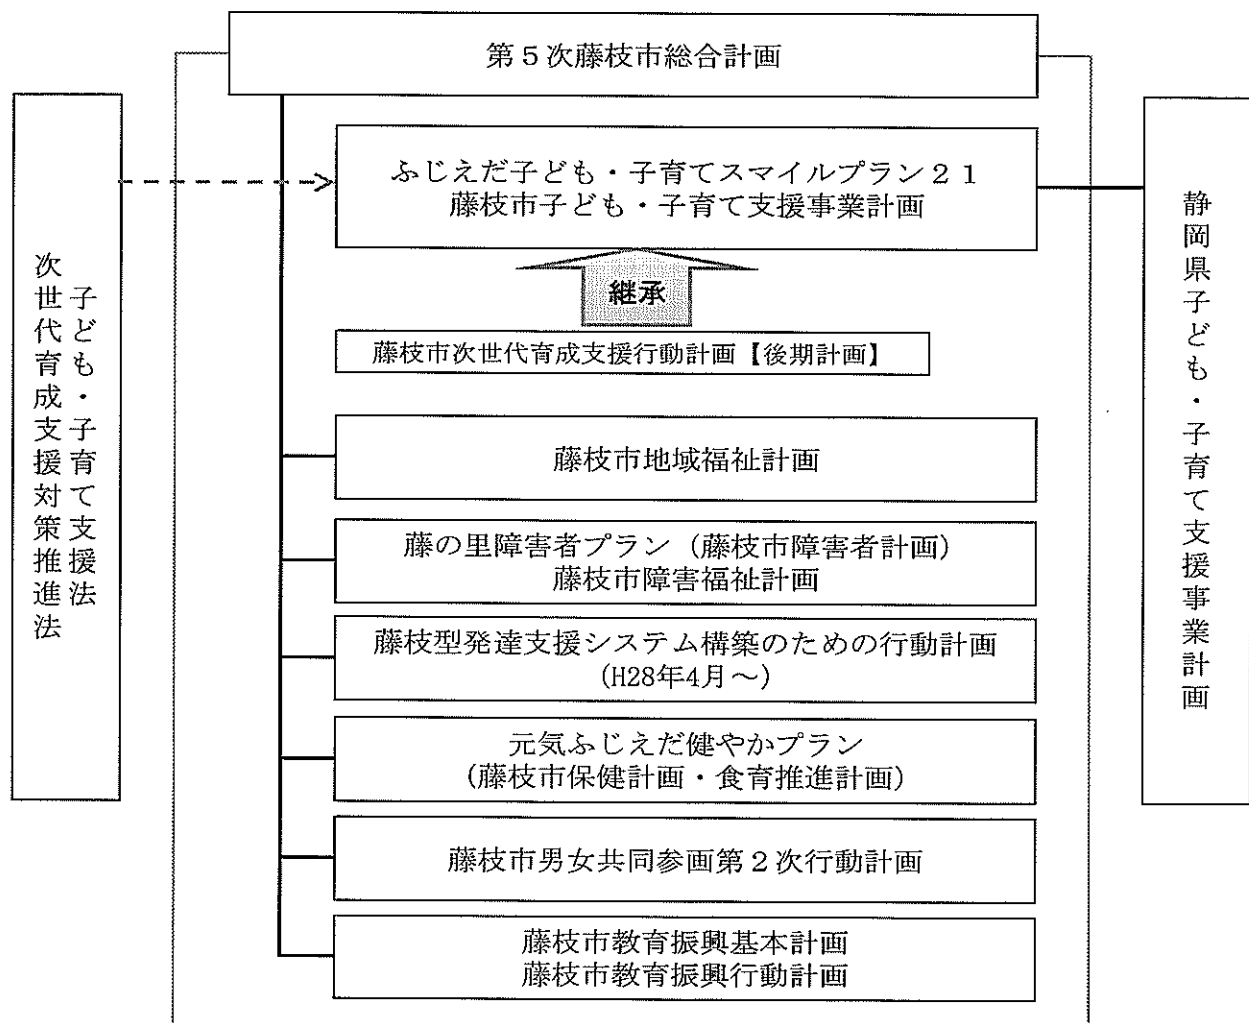 第５次藤枝市総合計画
子ども・子育て支援法
次世代育成支援対策推進法
ふじえだ子ども・子育てスマイルプラン２１
藤枝市子ども・子育て支援事業計画
静岡県子ども・子育て支援事業計画
継承
藤枝市次世代育成支援行動計画【後期計画】
藤枝市地域福祉計画
藤の里障害者プラン（藤枝市障害者計画）
藤枝市障害福祉計画
藤枝型発達支援システム構築のための行動計画
(H28年4月～)
元気ふじえだ健やかプラン
(藤枝市保健計画・食育推進計画)
藤枝市男女共同参画第２次行動計画
藤枝市教育振興基本計画
藤枝市教育振興行動計画